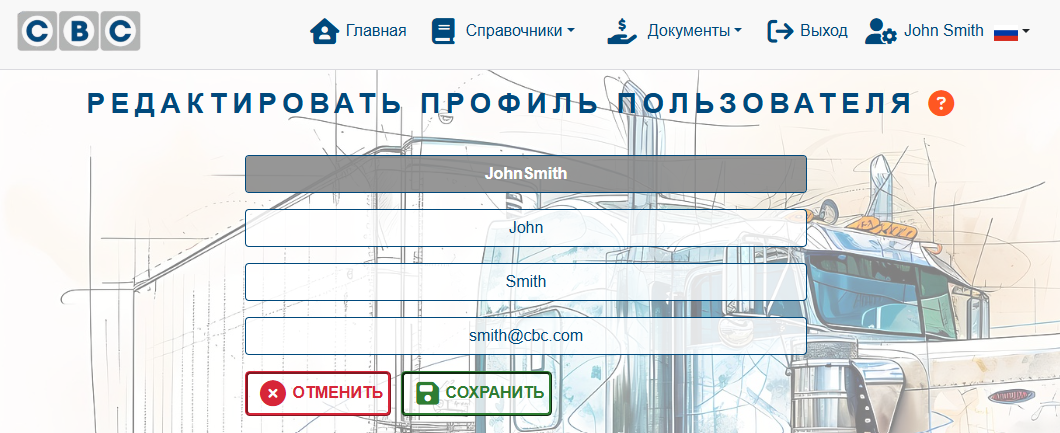 CBC Главная Справочники Документы Выход John Smith
РЕДАКТИРОВАТЬ ПРОФИЛЬ ПОЛЬЗОВАТЕЛЯ ?
JohnSmith
John
Smith
smith@cbc.com
ОТМЕНИТЬ СОХРАНИТЬ